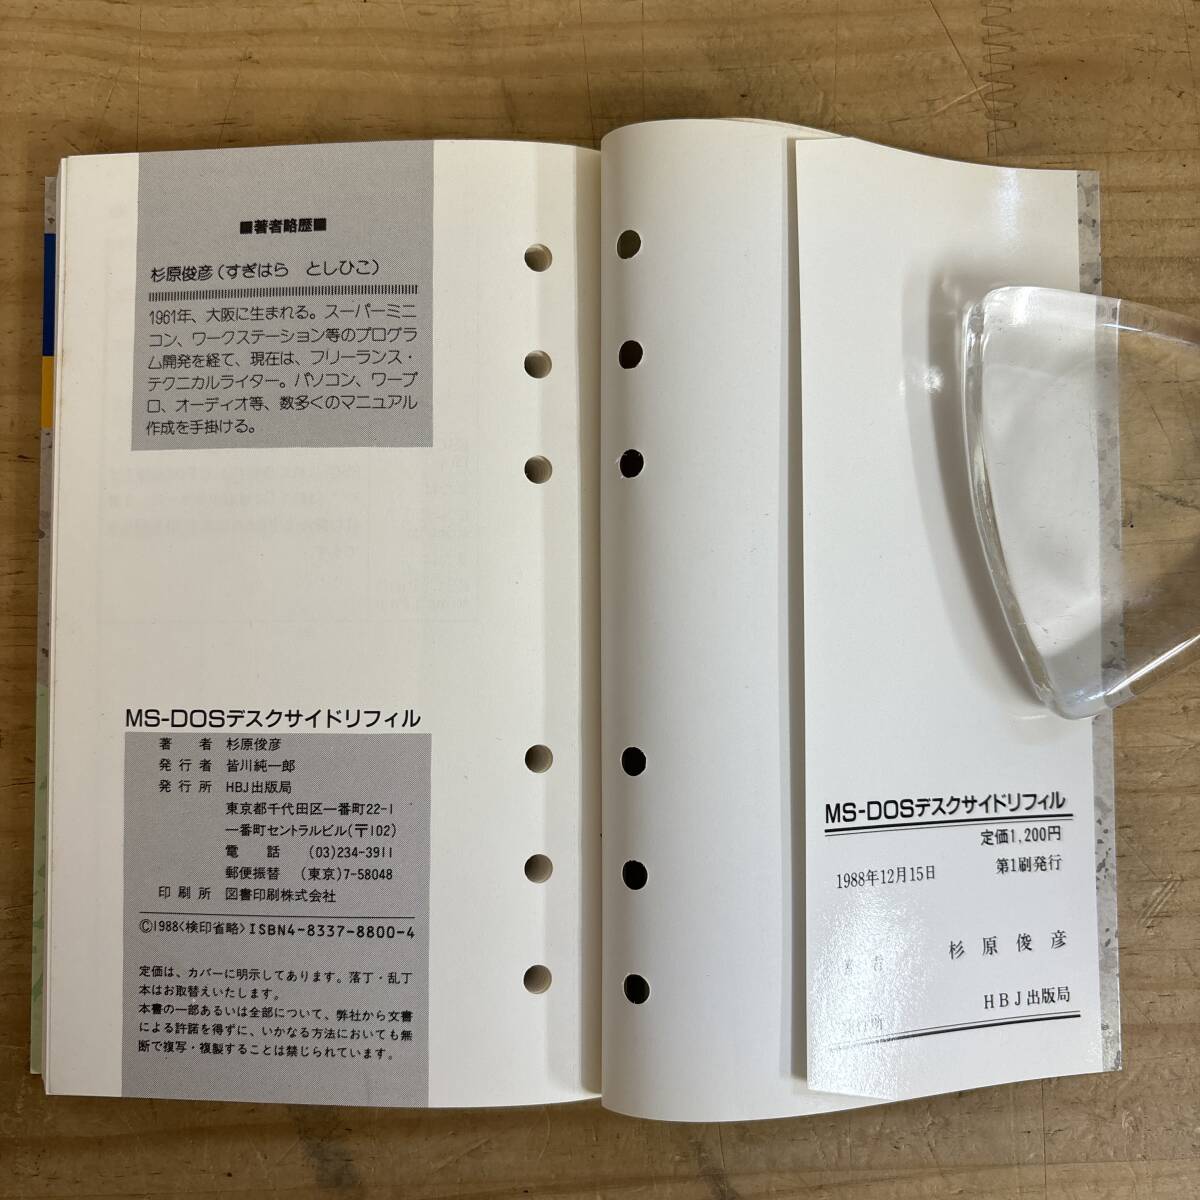 ■著者略歴■
杉原俊彦(すぎはら としひこ)
1961年、大阪に生まれる。スーパーミニ
コン、ワークステーション等のプログラ
ム開発を経て、現在は、フリーランス・
テクニカルライター。パソコン、ワープ
ロ、オーディオ等、数多くのマニュアル
作成を手掛ける。
MS-DOSデスクサイドリフィル
著 者 杉原俊彦
発行者 皆川純一郎
発行所 HBJ出版局
東京都千代田区一番町22-1
一番町セントラルビル(〒102)
電 話 (03)234-3911
郵便振替 (東京)7-58048
印刷所 図書印刷株式会社
©1988〈検印省略〉ISBN4-8337-8800-4
定価は、カバーに明示してあります。落丁・乱丁
本はお取替えいたします。
本書の一部あるいは全部について、弊社から文書
による許諾を得ずに、いかなる方法においても無
断で複写・複製することは禁じられています。
MS-DOSデスクサイドリフィル
定価1,200円
1988年12月15日 第1刷発行
著者 杉原俊彦
発行所 HBJ出版局